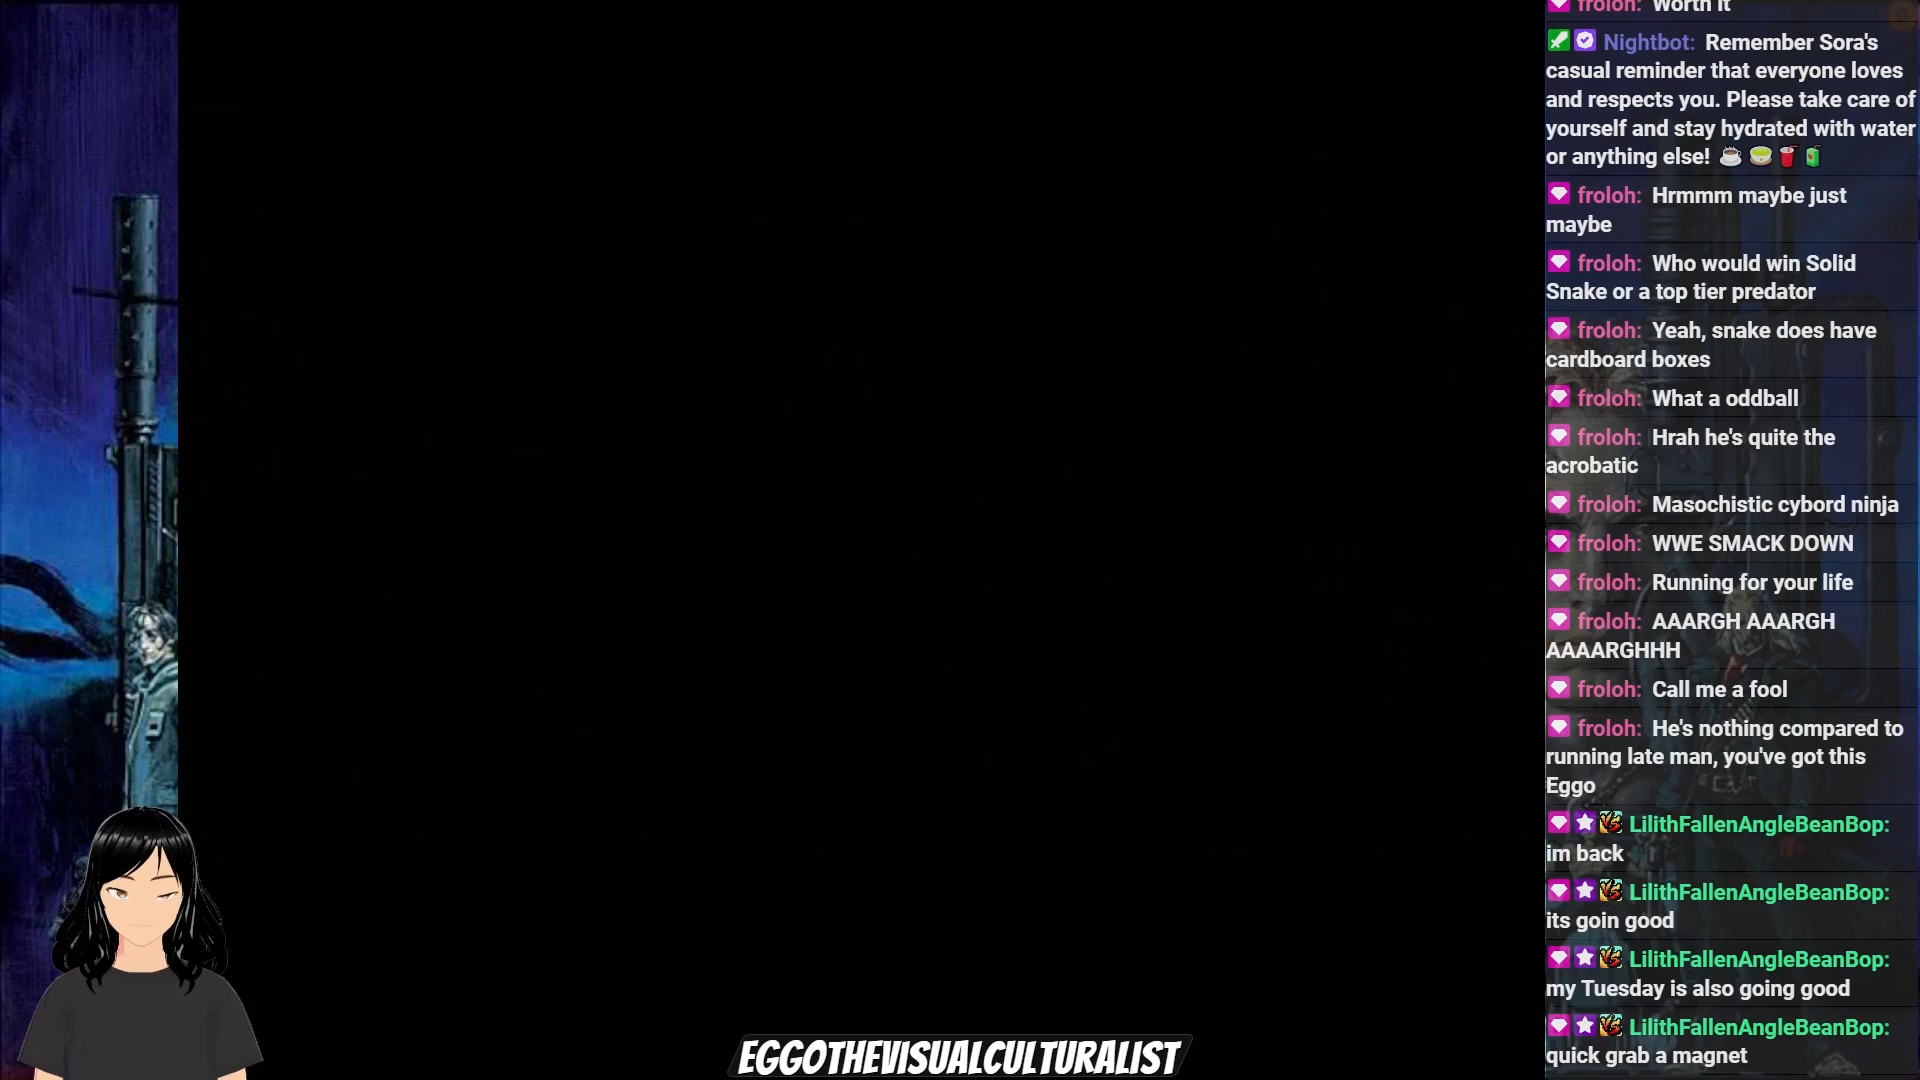 froloh: Worth it
Nightbot: Remember Sora's
casual reminder that everyone loves
and respects you. Please take care of
yourself and stay hydrated with water
or anything else! ☕🍵🥤🧃
froloh: Hrmmm maybe just
maybe
froloh: Who would win Solid
Snake or a top tier predator
froloh: Yeah, snake does have
cardboard boxes
froloh: What a oddball
froloh: Hrah he's quite the
acrobatic
froloh: Masochistic cybord ninja
froloh: WWE SMACK DOWN
froloh: Running for your life
froloh: AAARGH AAARGH
AAAARGHHH
froloh: Call me a fool
froloh: He's nothing compared to
running late man, you've got this
Eggo
LilithFallenAngleBeanBop:
im back
LilithFallenAngleBeanBop:
its goin good
LilithFallenAngleBeanBop:
my Tuesday is also going good
LilithFallenAngleBeanBop:
quick grab a magnet
EGGOTHEVISUALCULTURALIST